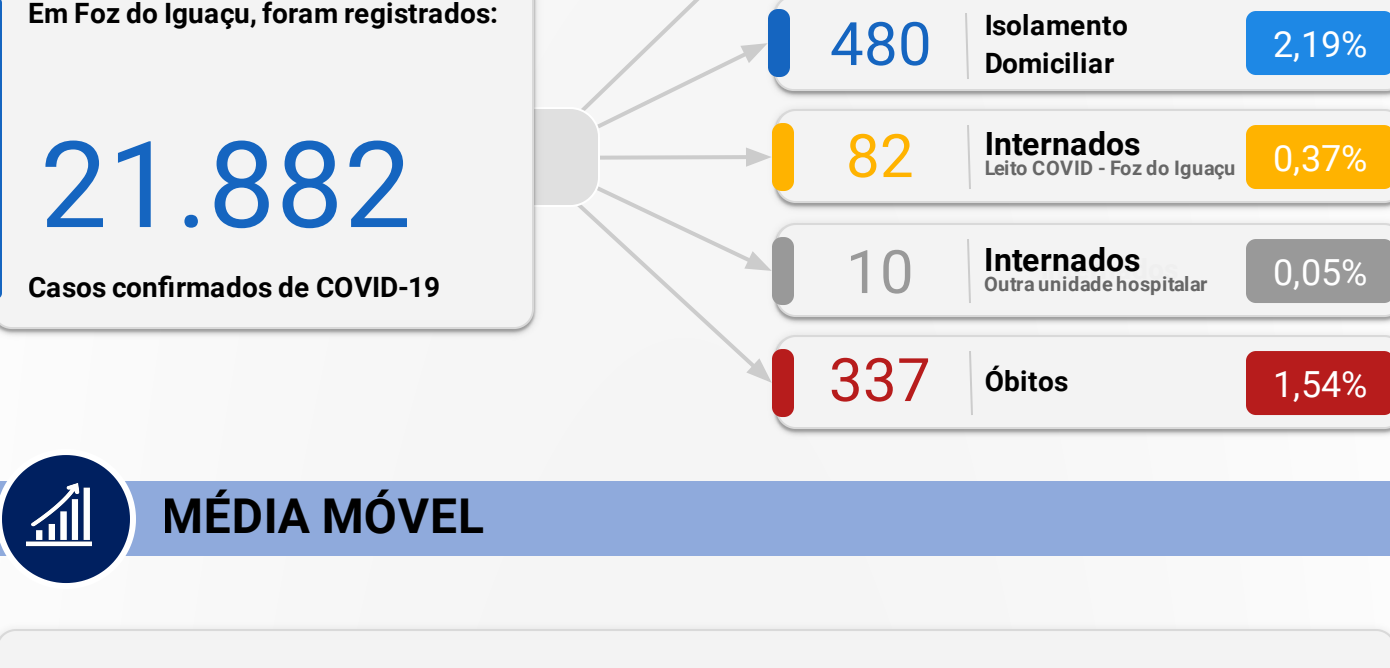 Em Foz do Iguaçu, foram registrados:
21.882
Casos confirmados de COVID-19
480
Isolamento
Domiciliar
2,19%
82
Internados
Leito COVID - Foz do Iguaçu
0,37%
10
Internados
Outra unidade hospitalar
0,05%
337
Óbitos
1,54%
MÉDIA MÓVEL